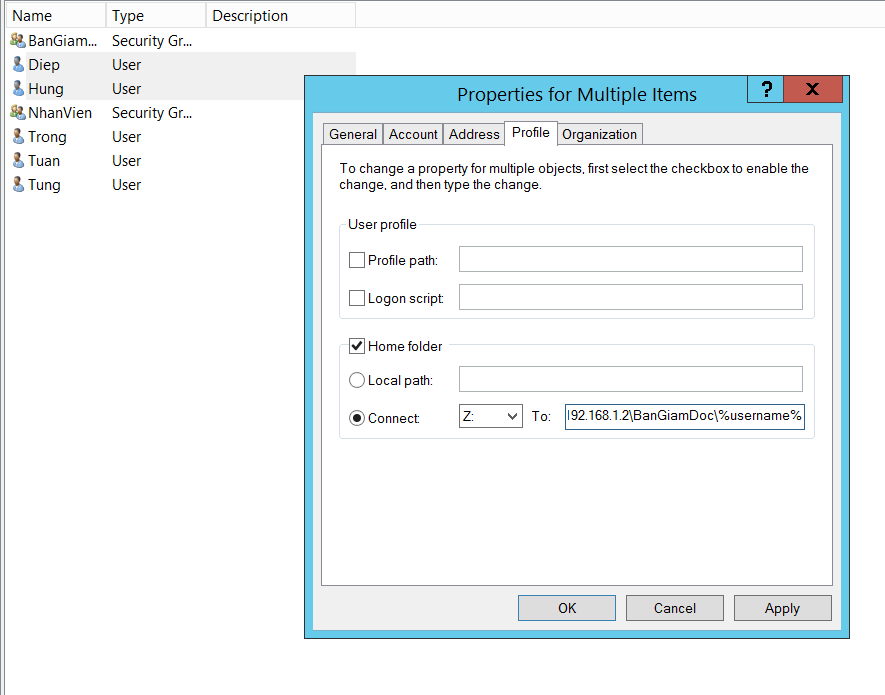 Name Type Description
BanGiam... Security Gr...
Diep User
Hung User
NhanVien Security Gr...
Trong User
Tuan User
Tung User
Properties for Multiple Items ? X
General Account Address Profile Organization
To change a property for multiple objects, first select the checkbox to enable the
change, and then type the change.
User profile
Profile path:
Logon script:
Home folder
Local path:
Connect: Z: To: 192.168.1.2\BanGiamDoc\%username%
OK Cancel Apply